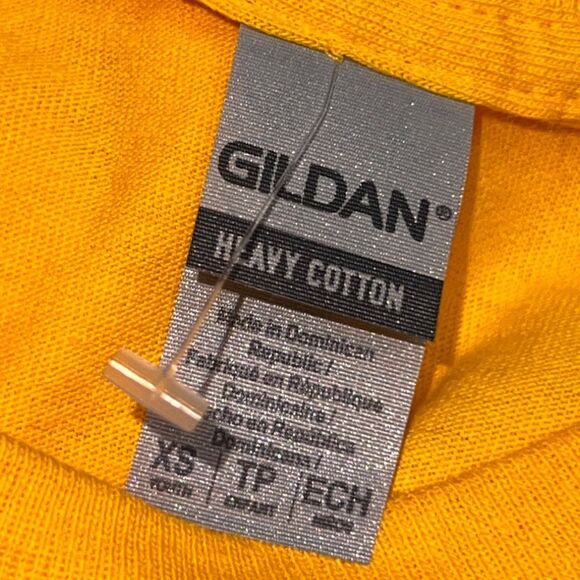 GILDAN®
HEAVY COTTON
Made in Dominican
Republic /
Fabriqué en République
Dominicaine /
Hecho en República
Dominicana /
XS TP ECH
YOUTH ENFANT